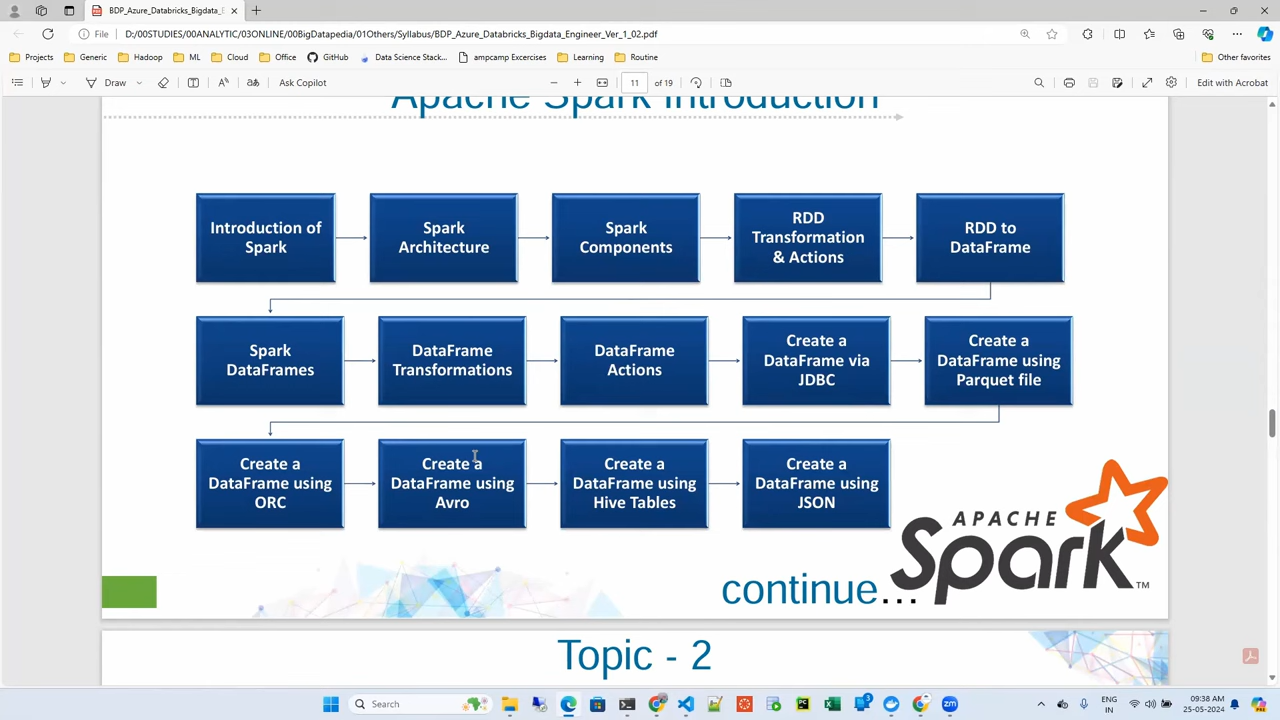 BDP_Azure_Databricks_Bigdata_E
File
D:/00STUDIES/00ANALYTIC/03ONLINE/00BigDatapedia/01Others/Syllabus/BDP_Azure_Databricks_Bigdata_Engineer_Ver_1_02.pdf
Projects
Generic
Hadoop
ML
Cloud
Office
GitHub
Data Science Stack...
ampcamp Excercises
Learning
Routine
Other favorites
Draw
Ask Copilot
11 of 19
Edit with Acrobat
Apache Spark Introduction
Introduction of
Spark
Spark
Architecture
Spark
Components
RDD
Transformation
& Actions
RDD to
DataFrame
Spark
DataFrames
DataFrame
Transformations
DataFrame
Actions
Create a
DataFrame via
JDBC
Create a
DataFrame using
Parquet file
Create a
DataFrame using
ORC
Create a
DataFrame using
Avro
Create a
DataFrame using
Hive Tables
Create a
DataFrame using
JSON
APACHE
Spark™
continue...
Topic - 2
Search
ENG
IN
09:38 AM
25-05-2024